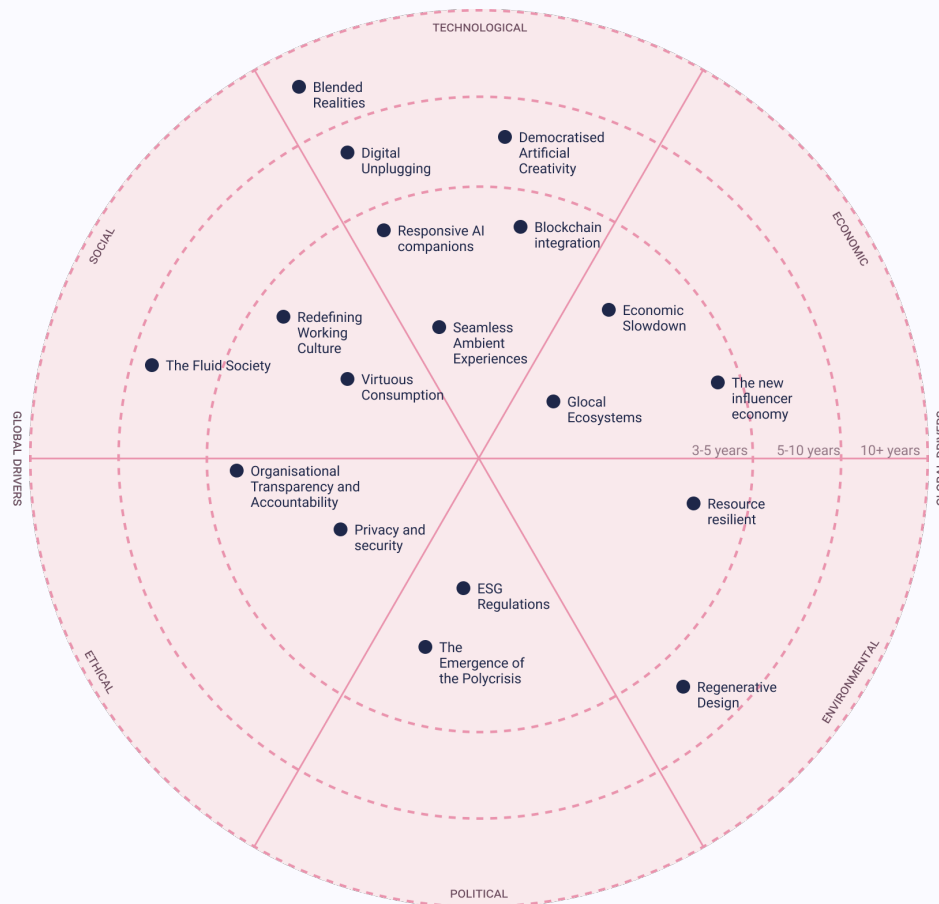 TECHNOLOGICAL
Blended
Realities
Democratised
Artificial
Creativity
Digital
Unplugging
Responsive AI
companions
Blockchain
integration
SOCIAL
ECONOMIC
Redefining
Working
Culture
Economic
Slowdown
Seamless
Ambient
Experiences
The Fluid Society
Virtuous
Consumption
The new
influencer
economy
Glocal
Ecosystems
3-5 years
5-10 years
10+ years
GLOBAL DRIVERS
Organisational
Transparency and
Accountability
Resource
resilient
Privacy and
security
ESG
Regulations
The
Emergence of
the Polycrisis
ETHICAL
ENVIRONMENTAL
Regenerative
Design
POLITICAL